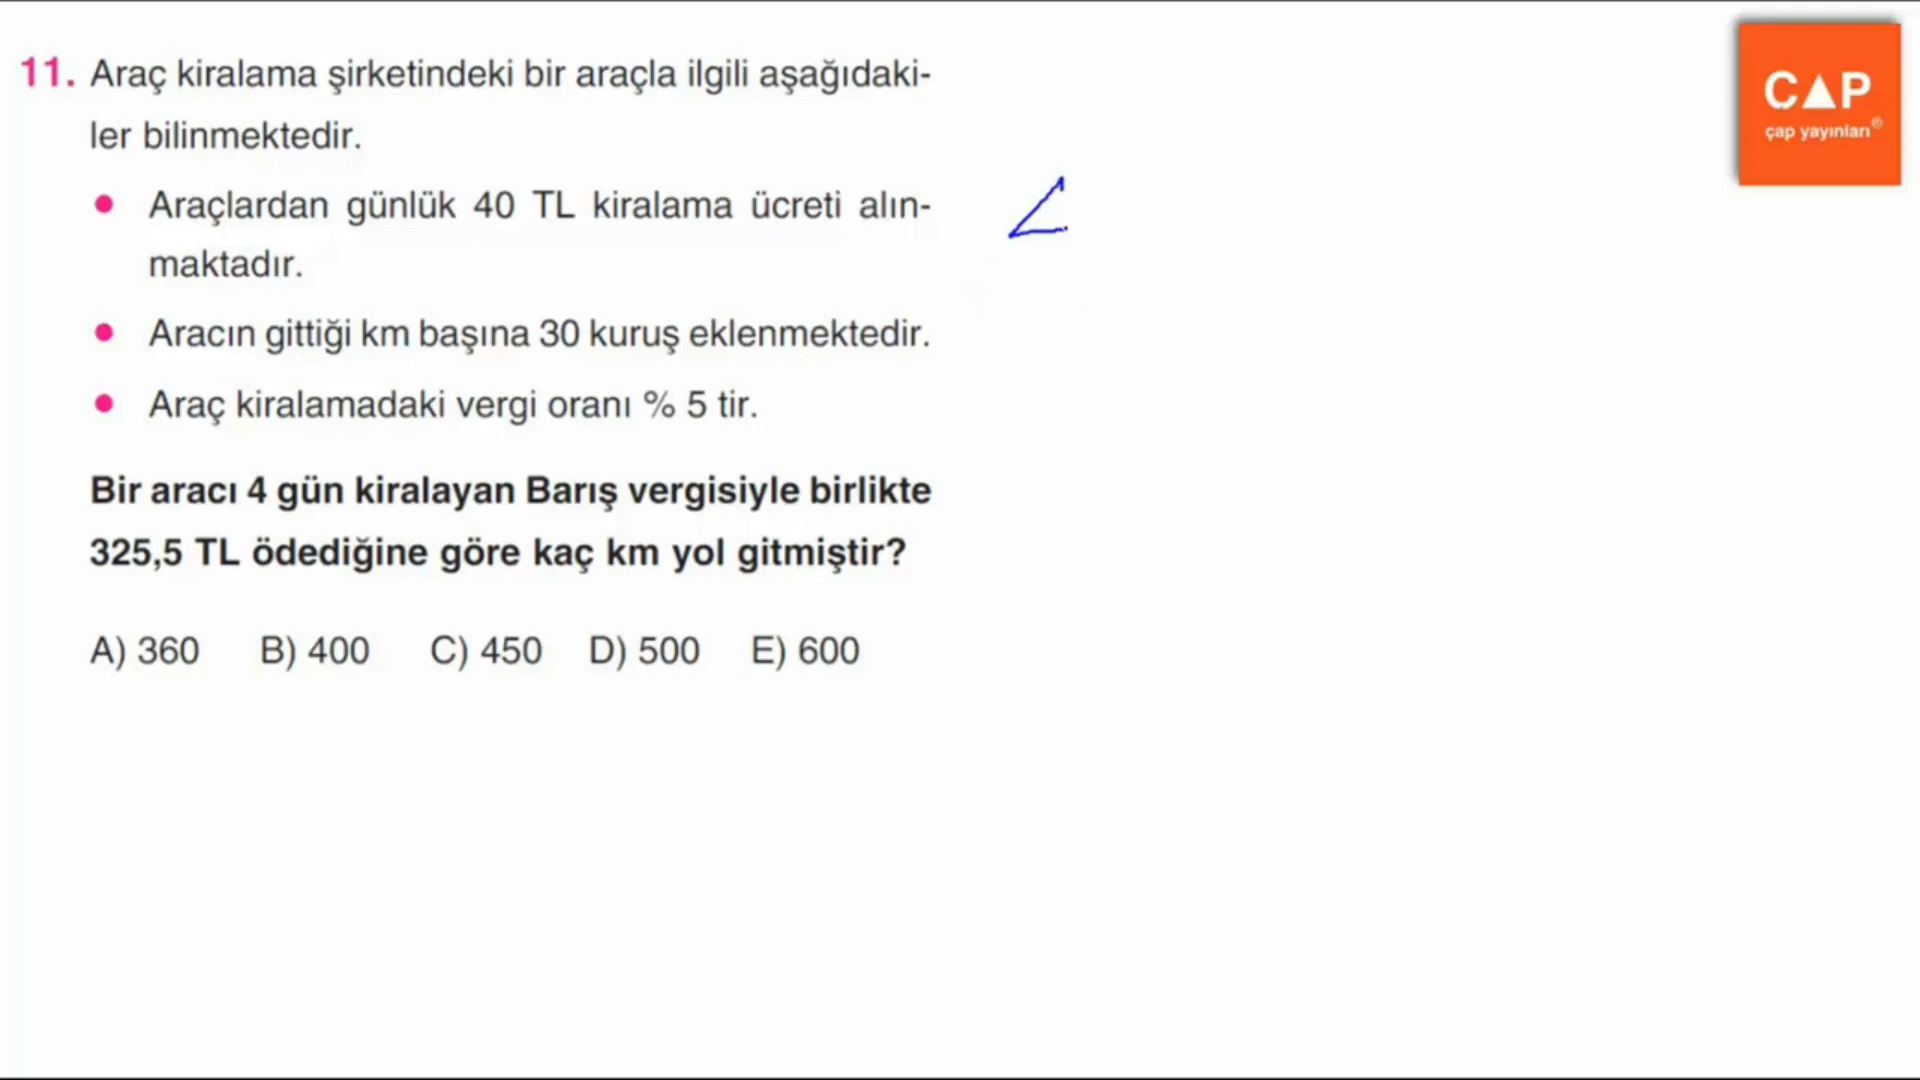 CAP
çap yayınları®
11. Araç kiralama şirketindeki bir araçla ilgili aşağıdaki-
ler bilinmektedir.
• Araçlardan günlük 40 TL kiralama ücreti alın-
maktadır.
• Aracın gittiği km başına 30 kuruş eklenmektedir.
• Araç kiralamadaki vergi oranı % 5 tir.
Bir aracı 4 gün kiralayan Barış vergisiyle birlikte
325,5 TL ödediğine göre kaç km yol gitmiştir?
A) 360 B) 400 C) 450 D) 500 E) 600